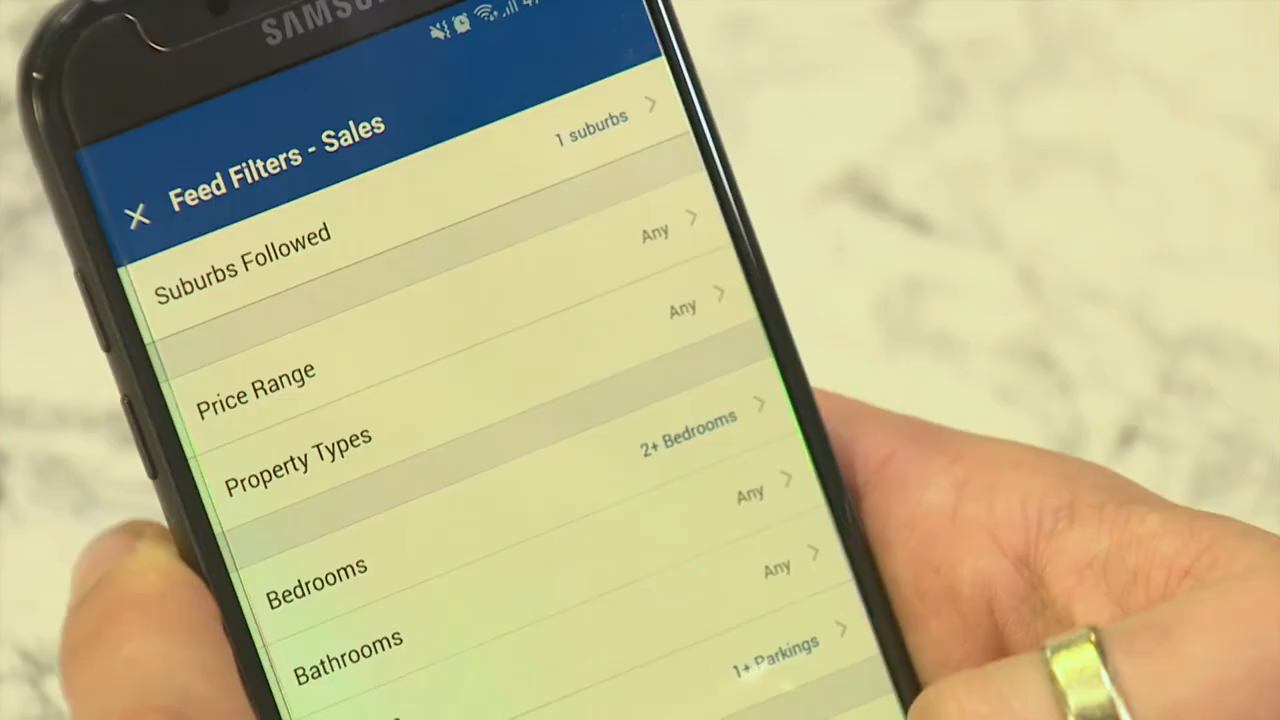 SAMSU
Feed Filters - Sales
Suburbs Followed 1 suburbs
Price Range Any
Property Types Any
Bedrooms 2+ Bedrooms
Bathrooms Any
Any
1+ Parkings